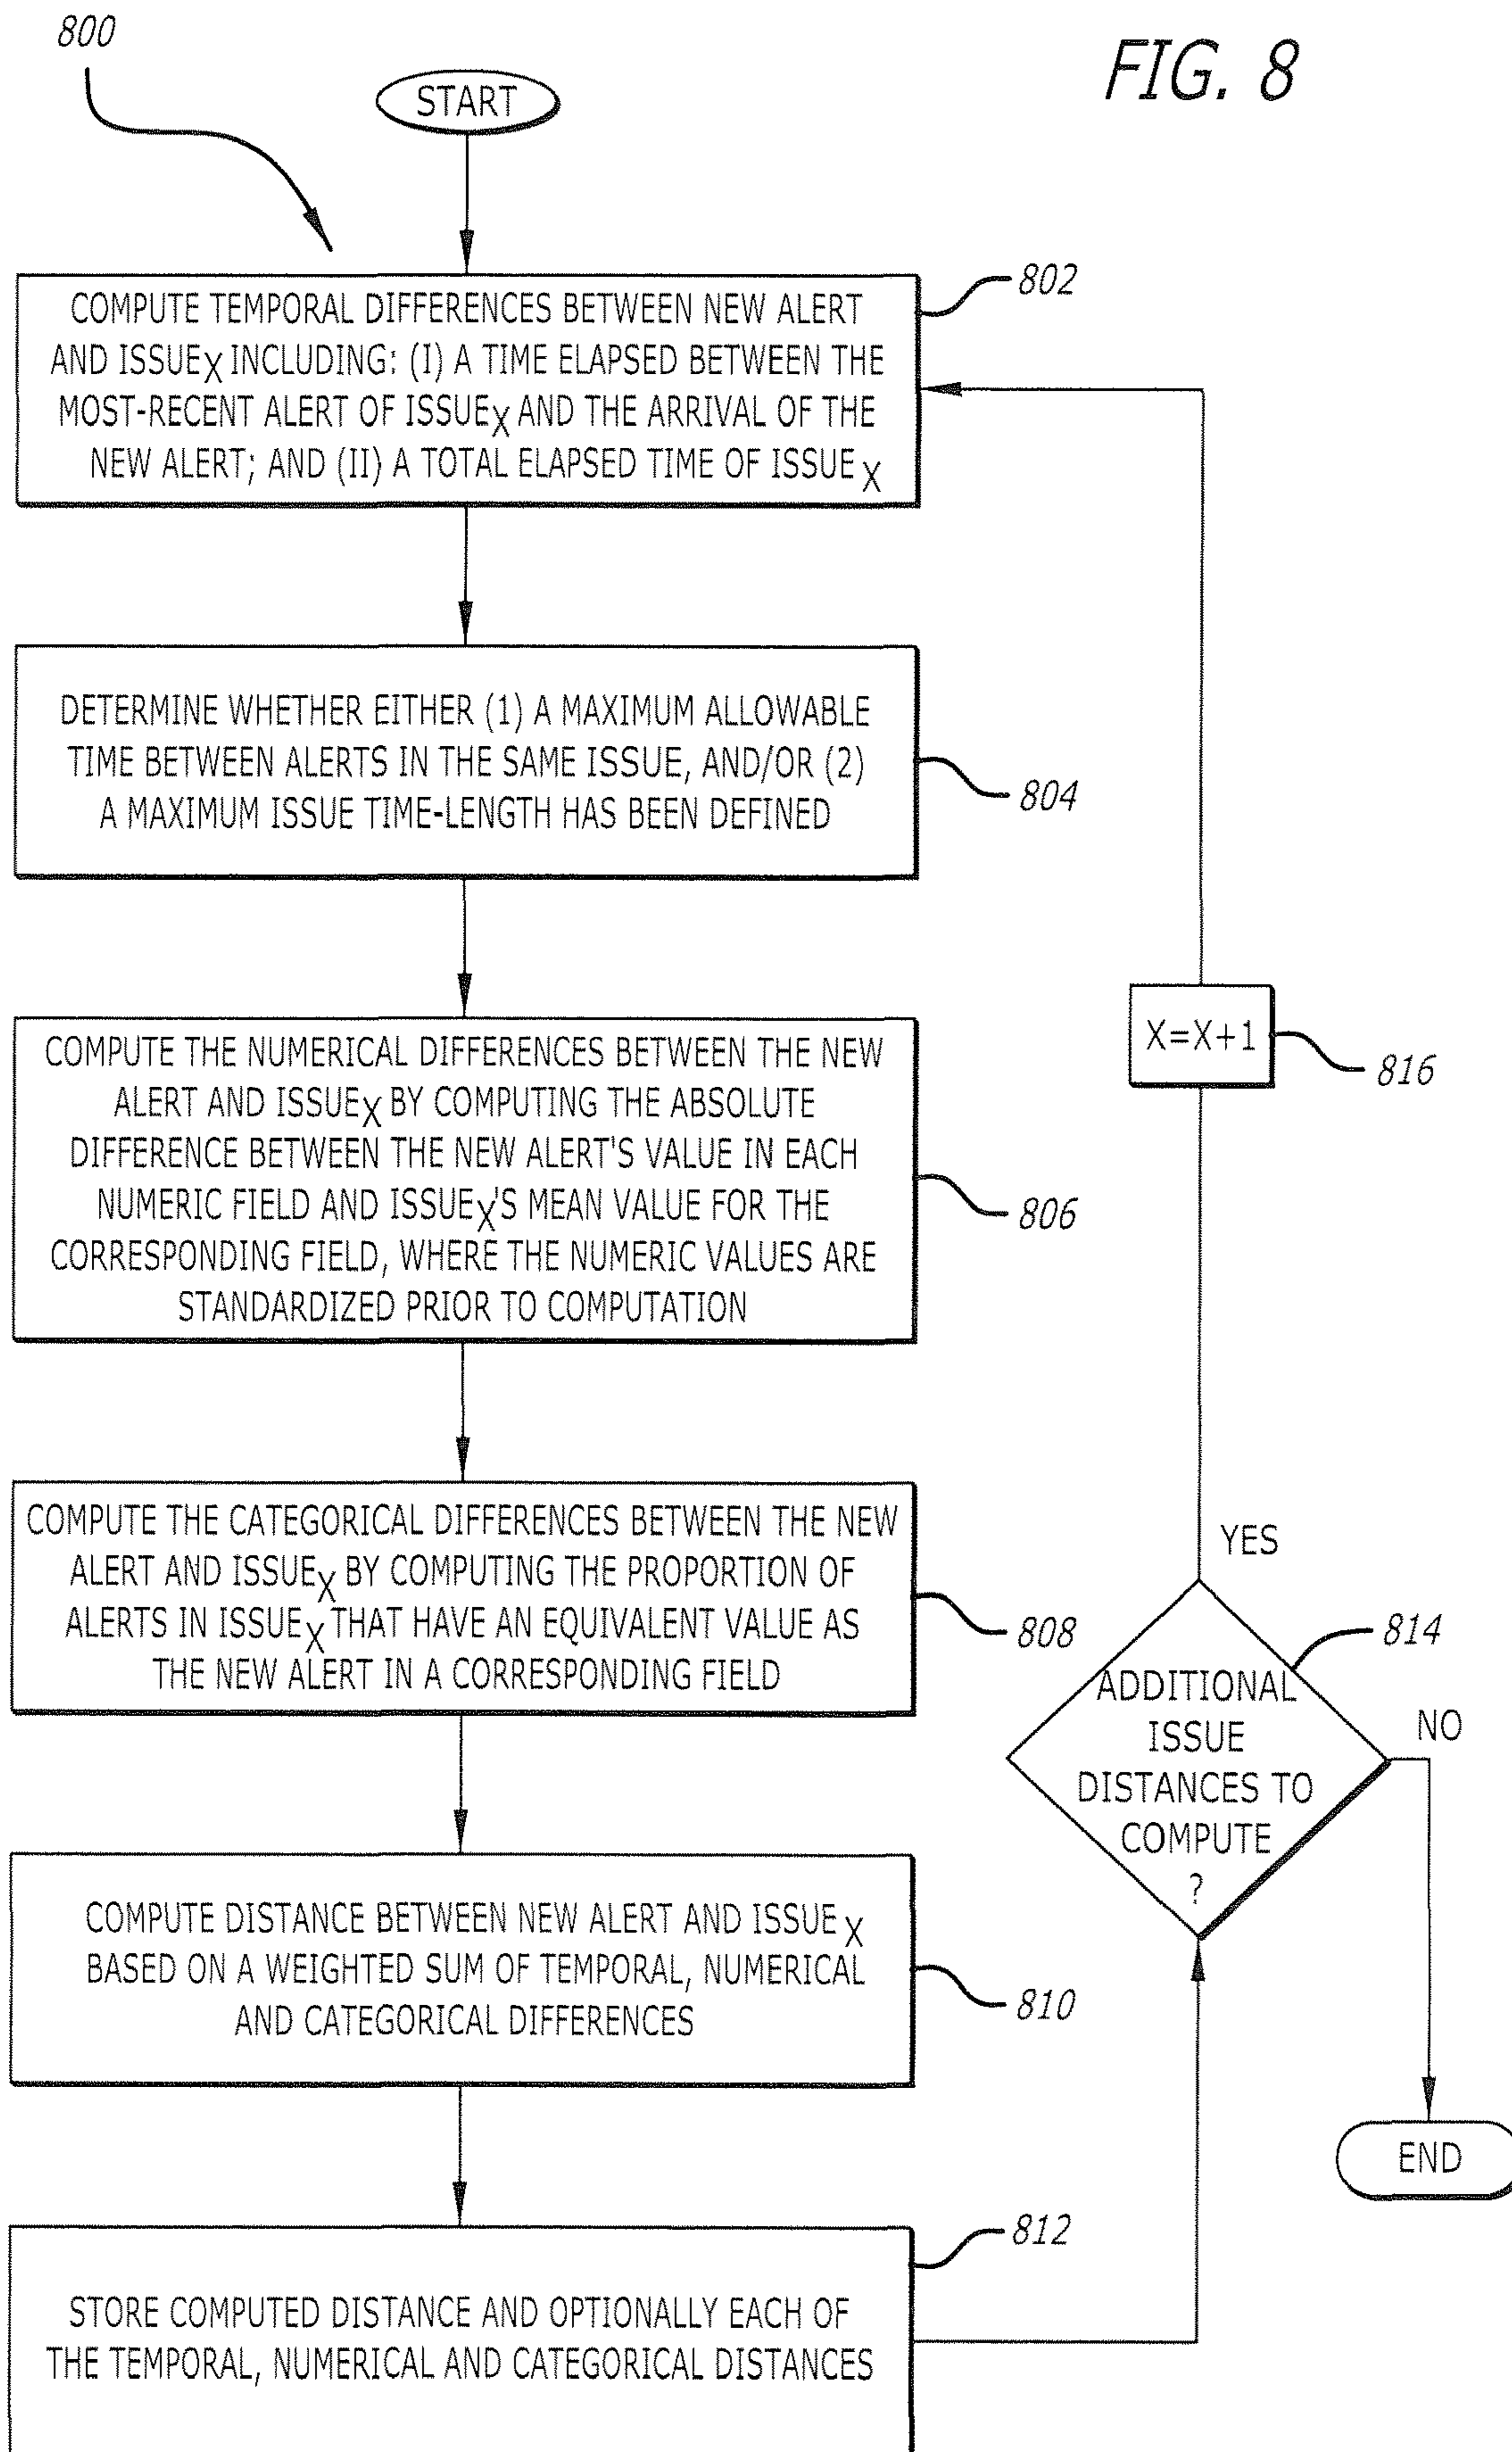 800
FIG. 8
START
802
COMPUTE TEMPORAL DIFFERENCES BETWEEN NEW ALERT
AND ISSUEX INCLUDING: (I) A TIME ELAPSED BETWEEN THE
MOST-RECENT ALERT OF ISSUEX AND THE ARRIVAL OF THE
NEW ALERT; AND (II) A TOTAL ELAPSED TIME OF ISSUE X
DETERMINE WHETHER EITHER (1) A MAXIMUM ALLOWABLE
TIME BETWEEN ALERTS IN THE SAME ISSUE, AND/OR (2)
A MAXIMUM ISSUE TIME-LENGTH HAS BEEN DEFINED
804
COMPUTE THE NUMERICAL DIFFERENCES BETWEEN THE NEW
ALERT AND ISSUEX BY COMPUTING THE ABSOLUTE
DIFFERENCE BETWEEN THE NEW ALERT'S VALUE IN EACH
NUMERIC FIELD AND ISSUEX'S MEAN VALUE FOR THE
CORRESPONDING FIELD, WHERE THE NUMERIC VALUES ARE
STANDARDIZED PRIOR TO COMPUTATION
806
X=X+1
816
COMPUTE THE CATEGORICAL DIFFERENCES BETWEEN THE NEW
ALERT AND ISSUEX BY COMPUTING THE PROPORTION OF
ALERTS IN ISSUEX THAT HAVE AN EQUIVALENT VALUE AS
THE NEW ALERT IN A CORRESPONDING FIELD
808
YES
814
ADDITIONAL
ISSUE
DISTANCES TO
COMPUTE
?
NO
COMPUTE DISTANCE BETWEEN NEW ALERT AND ISSUE X
BASED ON A WEIGHTED SUM OF TEMPORAL, NUMERICAL
AND CATEGORICAL DIFFERENCES
810
END
812
STORE COMPUTED DISTANCE AND OPTIONALLY EACH OF
THE TEMPORAL, NUMERICAL AND CATEGORICAL DISTANCES